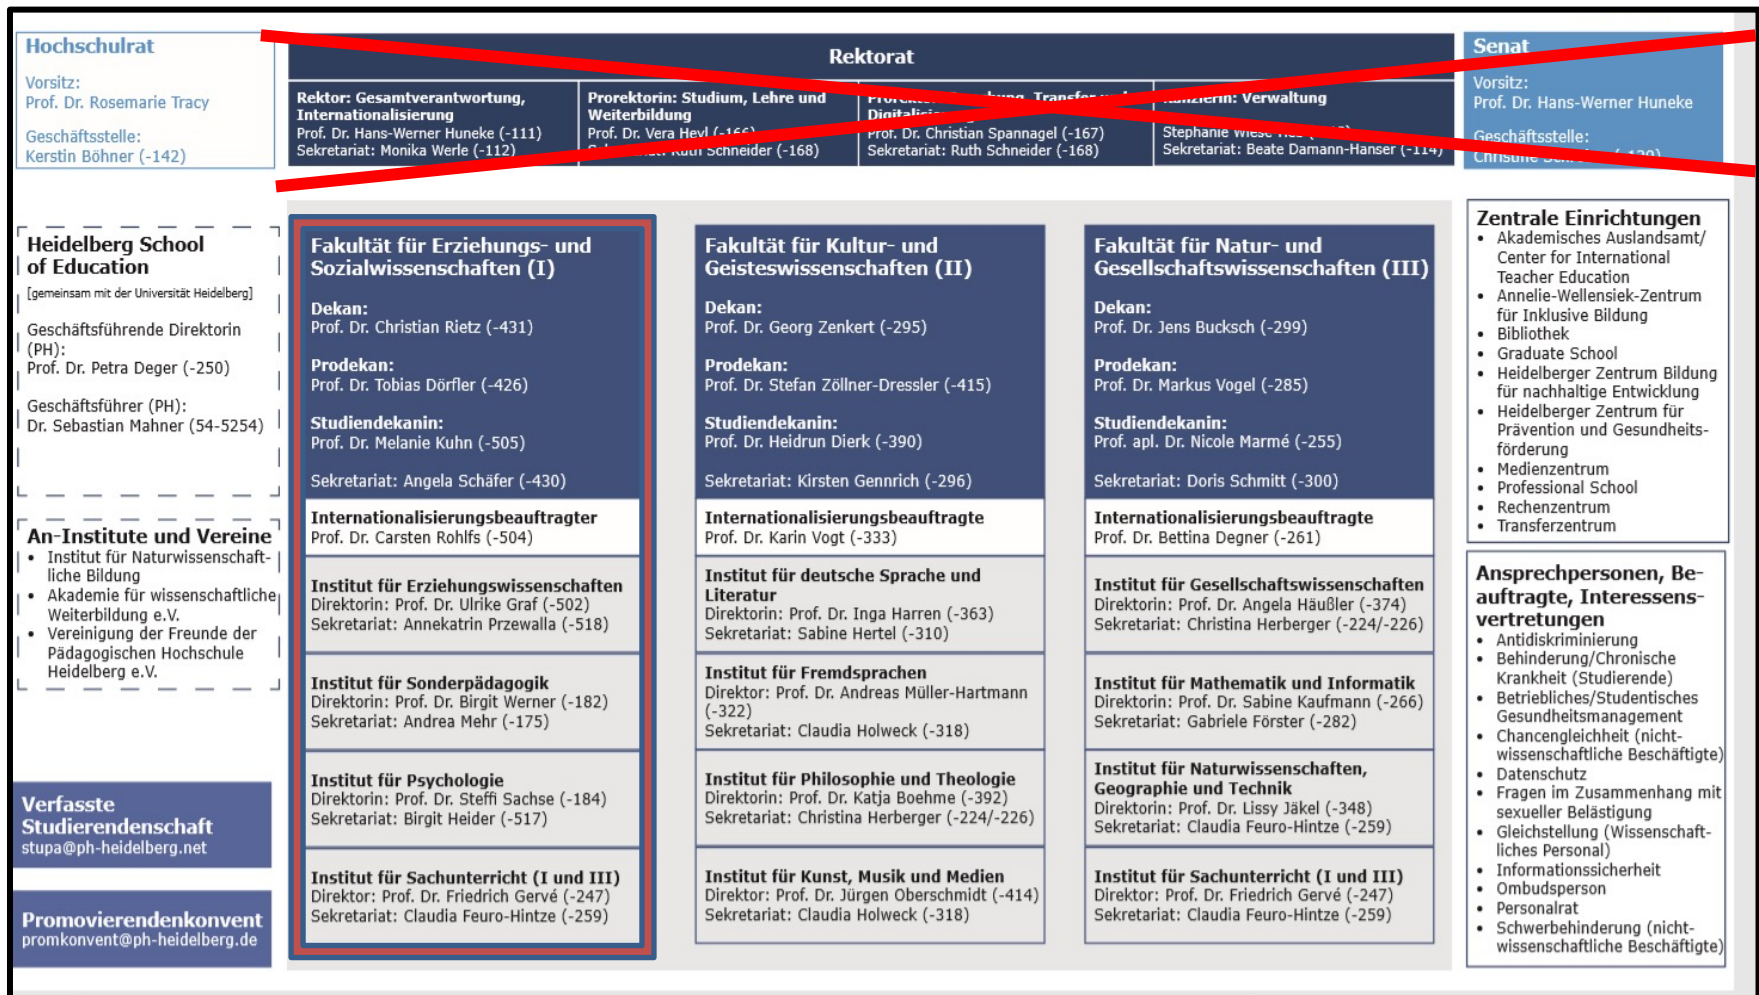 Hochschulrat
Vorsitz:
Prof. Dr. Rosemarie Tracy
Geschäftsstelle:
Kerstin Böhner (-142)
Rektorat
Rektor: Gesamtverantwortung,
Internationalisierung
Prof. Dr. Hans-Werner Huneke (-111)
Sekretariat: Monika Werle (-112)
Prorektorin: Studium, Lehre und
Weiterbildung
Prof. Dr. Vera Heyl
Ruth Schneider (-168)
Transfer
Prof. Dr. Christian Spannagel (-167)
Sekretariat: Ruth Schneider (-168)
Kanzlerin: Verwaltung
Stephanie
Sekretariat: Beate Damann-Hanser (-114)
Senat
Vorsitz:
Prof. Dr. Hans-Werner Huneke
Geschäftsstelle:
Heidelberg School
of Education
[gemeinsam mit der Universität Heidelberg]
Geschäftsführende Direktorin
(PH):
Prof. Dr. Petra Deger (-250)
Geschäftsführer (PH):
Dr. Sebastian Mahner (54-5254)
An-Institute und Vereine
• Institut für Naturwissenschaft-
liche Bildung
• Akademie für wissenschaftliche
Weiterbildung e.V.
• Vereinigung der Freunde der
Pädagogischen Hochschule
Heidelberg e.V.
Verfasste
Studierendenschaft
stupa@ph-heidelberg.net
Promovierendenkonvent
promkonvent@ph-heidelberg.de
Fakultät für Erziehungs- und
Sozialwissenschaften (I)
Dekan:
Prof. Dr. Christian Rietz (-431)
Prodekan:
Prof. Dr. Tobias Dörfler (-426)
Studiendekanin:
Prof. Dr. Melanie Kuhn (-505)
Sekretariat: Angela Schäfer (-430)
Internationalisierungsbeauftragter
Prof. Dr. Carsten Rohlfs (-504)
Institut für Erziehungswissenschaften
Direktorin: Prof. Dr. Ulrike Graf (-502)
Sekretariat: Annekatrin Przewalla (-518)
Institut für Sonderpädagogik
Direktorin: Prof. Dr. Birgit Werner (-182)
Sekretariat: Andrea Mehr (-175)
Institut für Psychologie
Direktorin: Prof. Dr. Steffi Sachse (-184)
Sekretariat: Birgit Heider (-517)
Institut für Sachunterricht (I und III)
Direktor: Prof. Dr. Friedrich Gervé (-247)
Sekretariat: Claudia Feuro-Hintze (-259)
Fakultät für Kultur- und
Geisteswissenschaften (II)
Dekan:
Prof. Dr. Georg Zenkert (-295)
Prodekan:
Prof. Dr. Stefan Zöllner-Dressler (-415)
Studiendekanin:
Prof. Dr. Heidrun Dierk (-390)
Sekretariat: Kirsten Gennrich (-296)
Internationalisierungsbeauftragte
Prof. Dr. Karin Vogt (-333)
Institut für deutsche Sprache und
Literatur
Direktorin: Prof. Dr. Inga Harren (-363)
Sekretariat: Sabine Hertel (-310)
Institut für Fremdsprachen
Direktor: Prof. Dr. Andreas Müller-Hartmann
(-322)
Sekretariat: Claudia Holweck (-318)
Institut für Philosophie und Theologie
Direktorin: Prof. Dr. Katja Boehme (-392)
Sekretariat: Christina Herberger (-224/-226)
Institut für Kunst, Musik und Medien
Direktor: Prof. Dr. Jürgen Oberschmidt (-414)
Sekretariat: Claudia Holweck (-318)
Fakultät für Natur- und
Gesellschaftswissenschaften (III)
Dekan:
Prof. Dr. Jens Bucksch (-299)
Prodekan:
Prof. Dr. Markus Vogel (-285)
Studiendekanin:
Prof. apl. Dr. Nicole Marmé (-255)
Sekretariat: Doris Schmitt (-300)
Internationalisierungsbeauftragte
Prof. Dr. Bettina Degner (-261)
Institut für Gesellschaftswissenschaften
Direktorin: Prof. Dr. Angela Häußler (-374)
Sekretariat: Christina Herberger (-224/-226)
Institut für Mathematik und Informatik
Direktorin: Prof. Dr. Sabine Kaufmann (-266)
Sekretariat: Gabriele Förster (-282)
Institut für Naturwissenschaften,
Geographie und Technik
Direktorin: Prof. Dr. Lissy Jäkel (-348)
Sekretariat: Claudia Feuro-Hintze (-259)
Institut für Sachunterricht (I und III)
Direktor: Prof. Dr. Friedrich Gervé (-247)
Sekretariat: Claudia Feuro-Hintze (-259)
Zentrale Einrichtungen
• Akademisches Auslandsamt/
Center for International
Teacher Education
• Annelie-Wellensiek-Zentrum
für Inklusive Bildung
• Bibliothek
• Graduate School
• Heidelberger Zentrum Bildung
für nachhaltige Entwicklung
• Heidelberger Zentrum für
Prävention und Gesundheits-
förderung
• Medienzentrum
• Professional School
• Rechenzentrum
• Transferzentrum
Ansprechpersonen, Be-
auftragte, Interessens-
vertretungen
• Antidiskriminierung
• Behinderung/Chronische
Krankheit (Studierende)
• Betriebliches/Studentisches
Gesundheitsmanagement
• Chancengleichheit (nicht-
wissenschaftliche Beschäftigte)
• Datenschutz
• Fragen im Zusammenhang mit
sexueller Belästigung
• Gleichstellung (Wissenschaft-
liches Personal)
• Informationssicherheit
• Ombudsperson
• Personalrat
• Schwerbehinderung (nicht-
wissenschaftliche Beschäftigte)